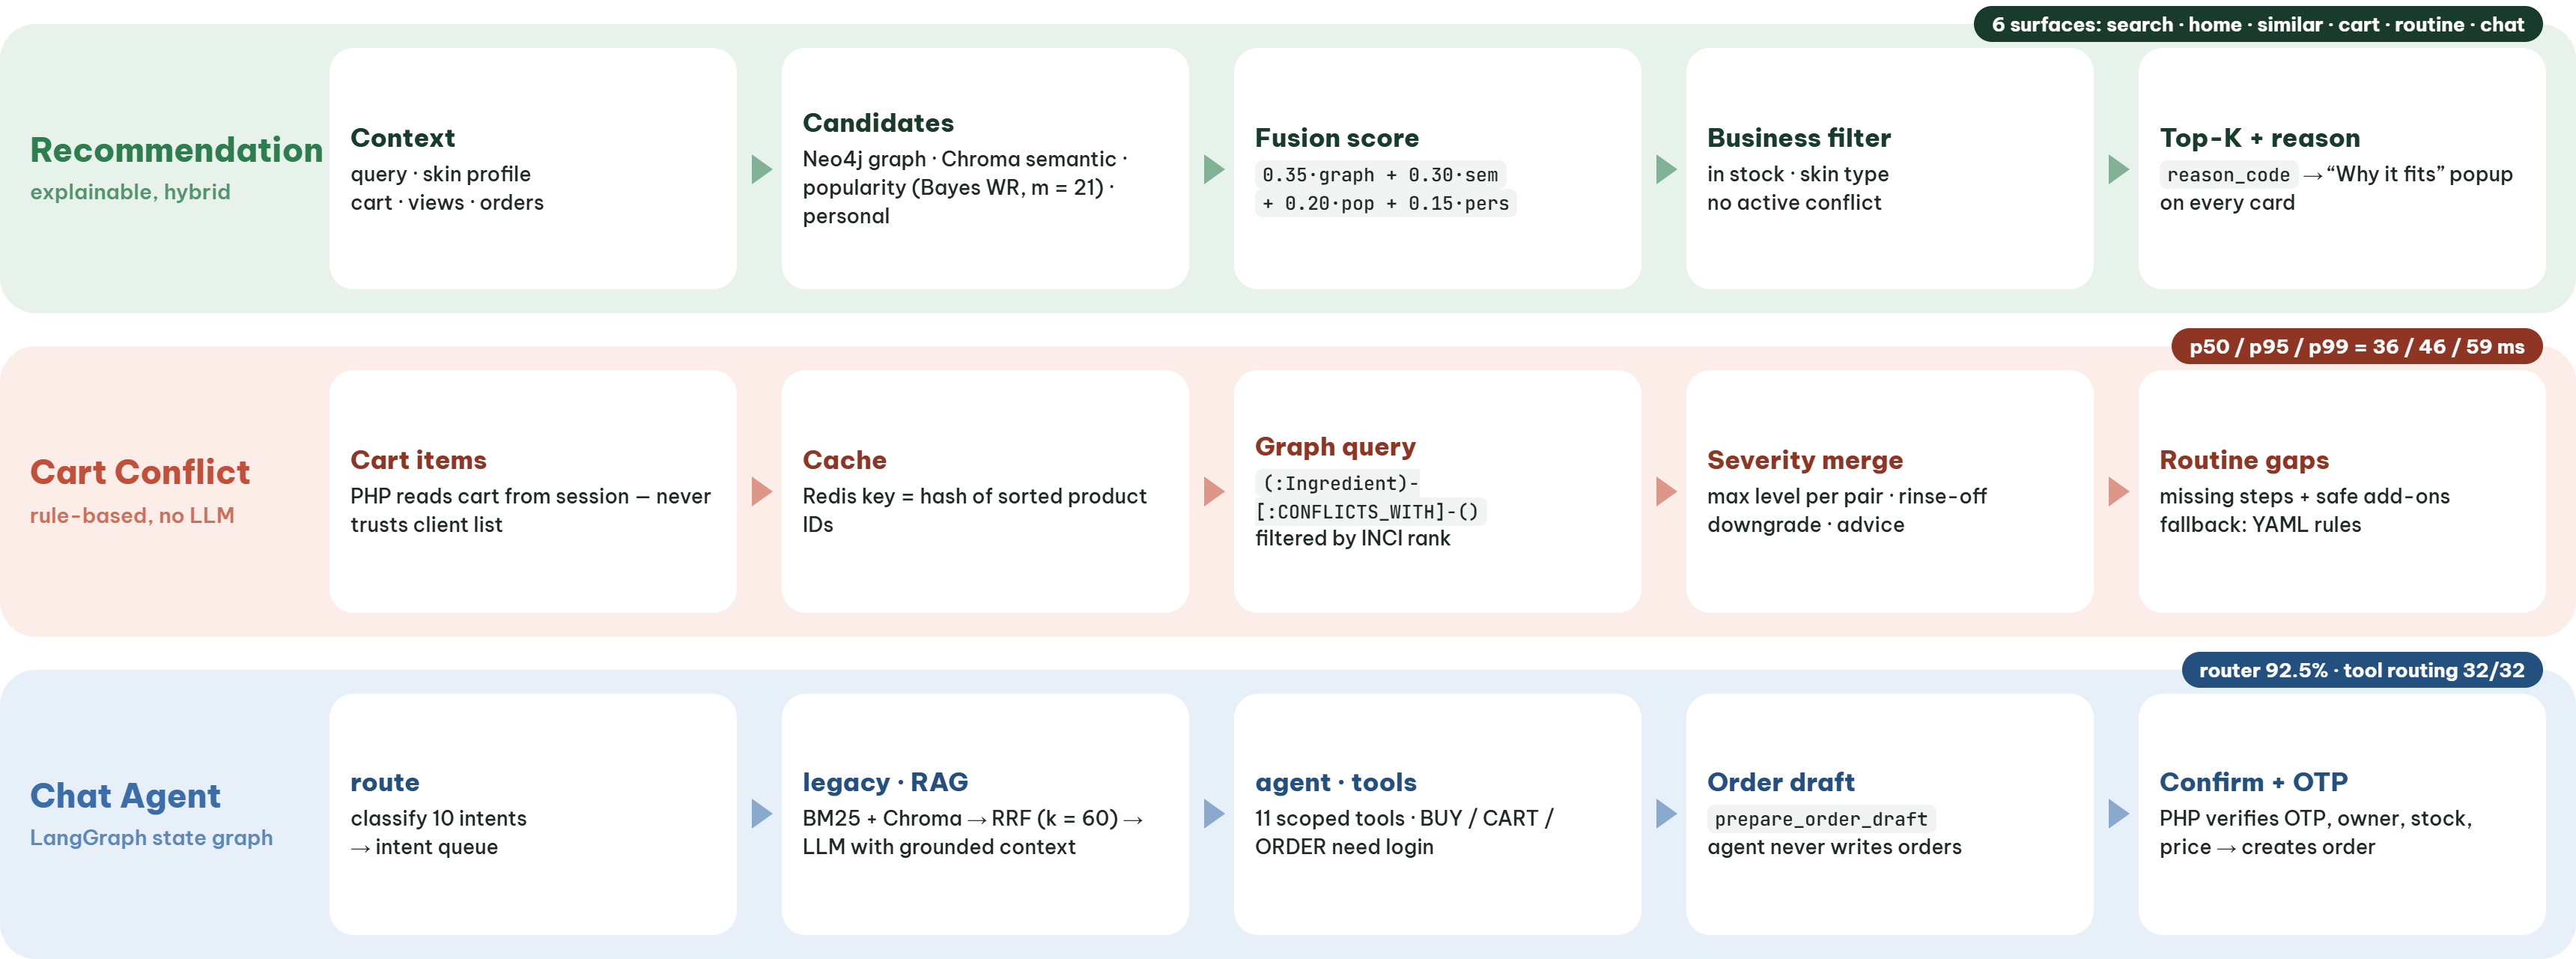 6 surfaces: search · home · similar · cart · routine · chat
Recommendation
explainable, hybrid
Context
query · skin profile
cart · views · orders
Candidates
Neo4j graph · Chroma semantic ·
popularity (Bayes WR, m = 21) ·
personal
Fusion score
0.35·graph + 0.30·sem
+ 0.20·pop + 0.15·pers
Business filter
in stock · skin type
no active conflict
Top-K + reason
reason_code → “Why it fits” popup
on every card
p50 / p95 / p99 = 36 / 46 / 59 ms
Cart Conflict
rule-based, no LLM
Cart items
PHP reads cart from session — never
trusts client list
Cache
Redis key = hash of sorted product
IDs
Graph query
(:Ingredient)-
[:CONFLICTS_WITH]-()
filtered by INCI rank
Severity merge
max level per pair · rinse-off
downgrade · advice
Routine gaps
missing steps + safe add-ons
fallback: YAML rules
router 92.5% · tool routing 32/32
Chat Agent
LangGraph state graph
route
classify 10 intents
→ intent queue
legacy · RAG
BM25 + Chroma → RRF (k = 60) →
LLM with grounded context
agent · tools
11 scoped tools · BUY / CART /
ORDER need login
Order draft
prepare_order_draft
agent never writes orders
Confirm + OTP
PHP verifies OTP, owner, stock,
price → creates order